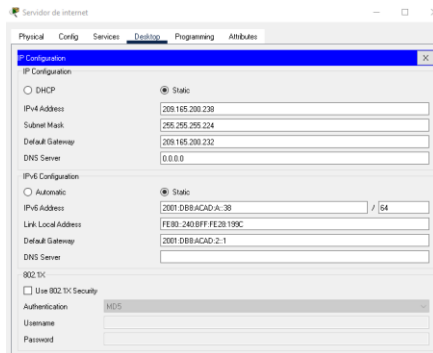 Servidor de internet
Physical Config Services Desktop Programming Attributes
IP Configuration X
IP Configuration
DHCP Static
IPv4 Address 209.165.200.238
Subnet Mask 255.255.255.224
Default Gateway 209.165.200.232
DNS Server 0.0.0.0
IPv6 Configuration
Automatic Static
IPv6 Address 2001:DB8:ACAD:A::38 / 64
Link Local Address FE80::240:BFF:FE28:199C
Default Gateway 2001:DB8:ACAD:2::1
DNS Server
802.1X
Use 802.1X Security
Authentication MD5
Username
Password